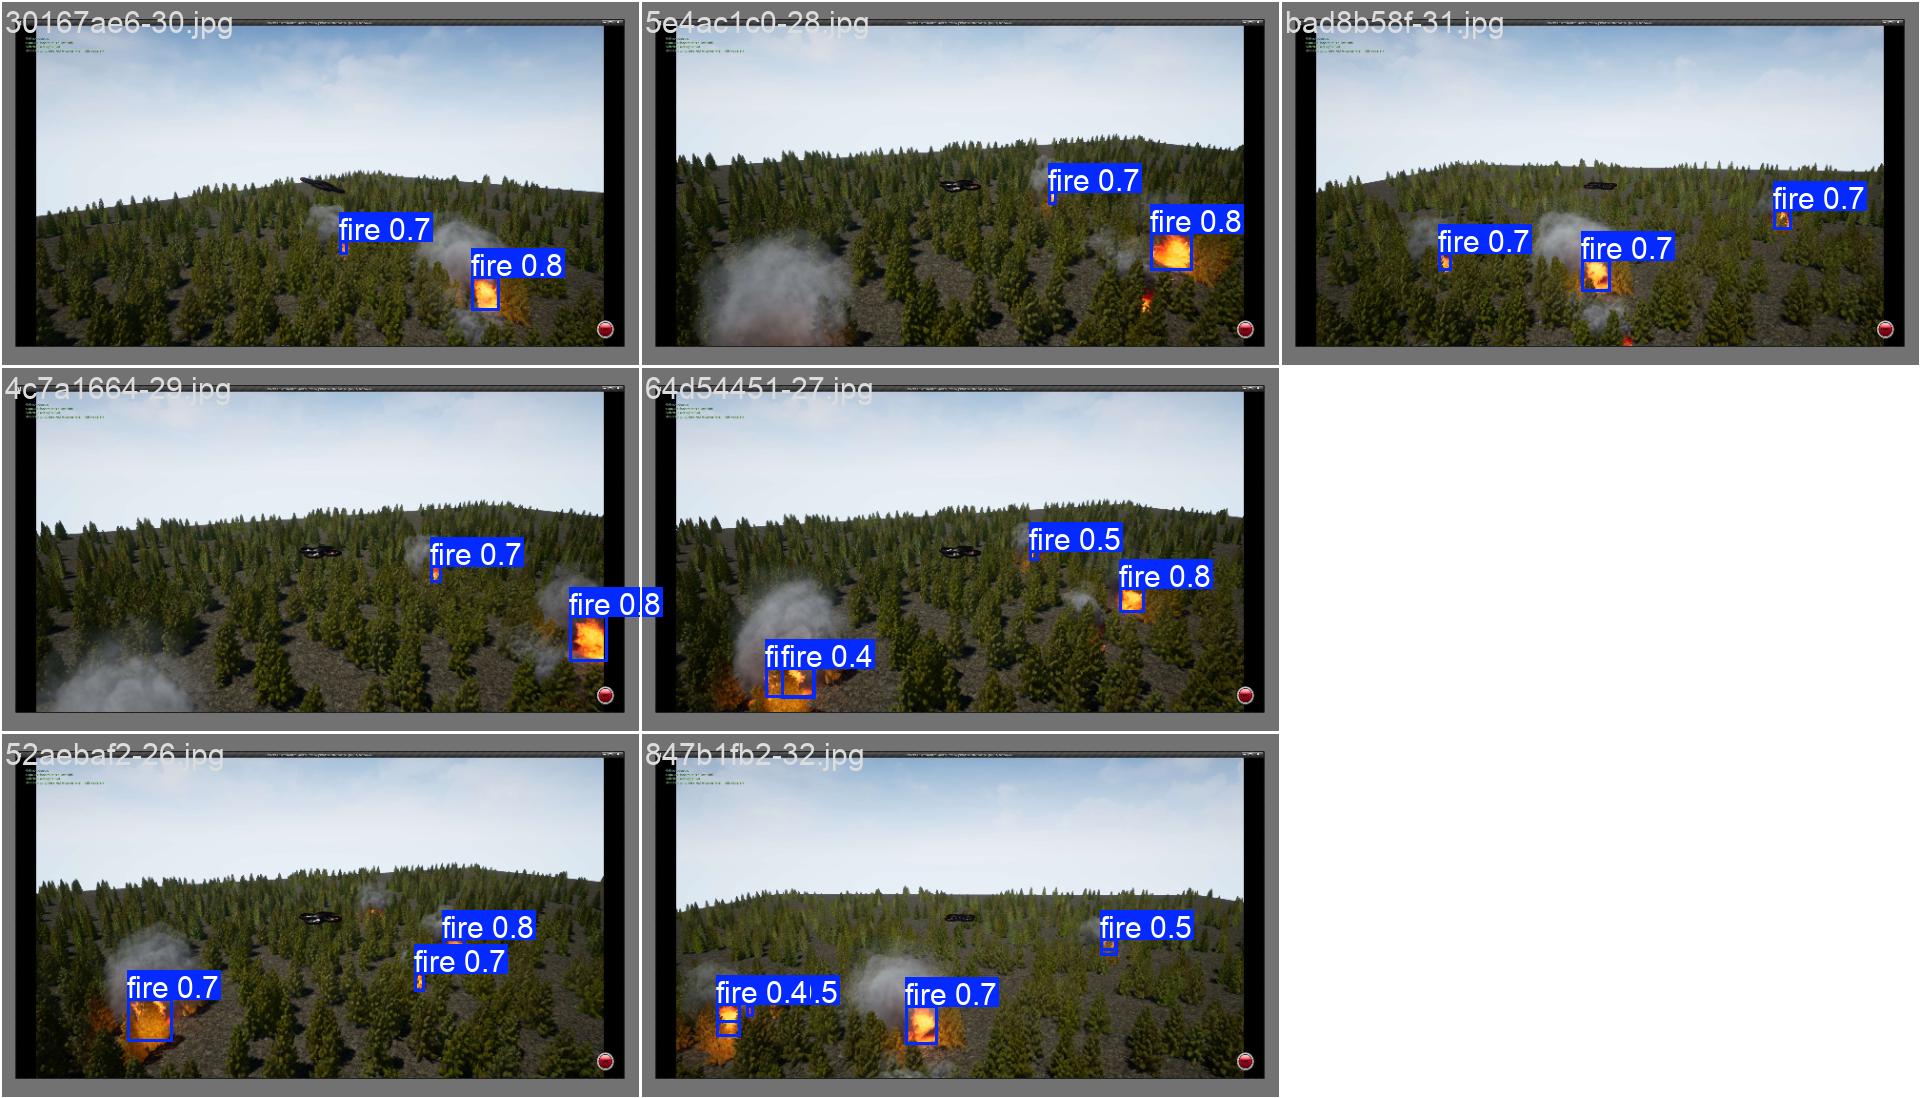 30167ae6-30.jpg
fire 0.7
fire 0.8
5e4ac1c0-28.jpg
fire 0.7
fire 0.8
bad8b58f-31.jpg
fire 0.7
fire 0.7
fire 0.7
4c7a1664-29.jpg
fire 0.7
fire 0.8
64d54451-27.jpg
fire 0.5
fire 0.8
fire 0.4
52aebaf2-26.jpg
fire 0.8
fire 0.7
fire 0.7
847b1fb2-32.jpg
fire 0.5
fire 0.4
.5
fire 0.7